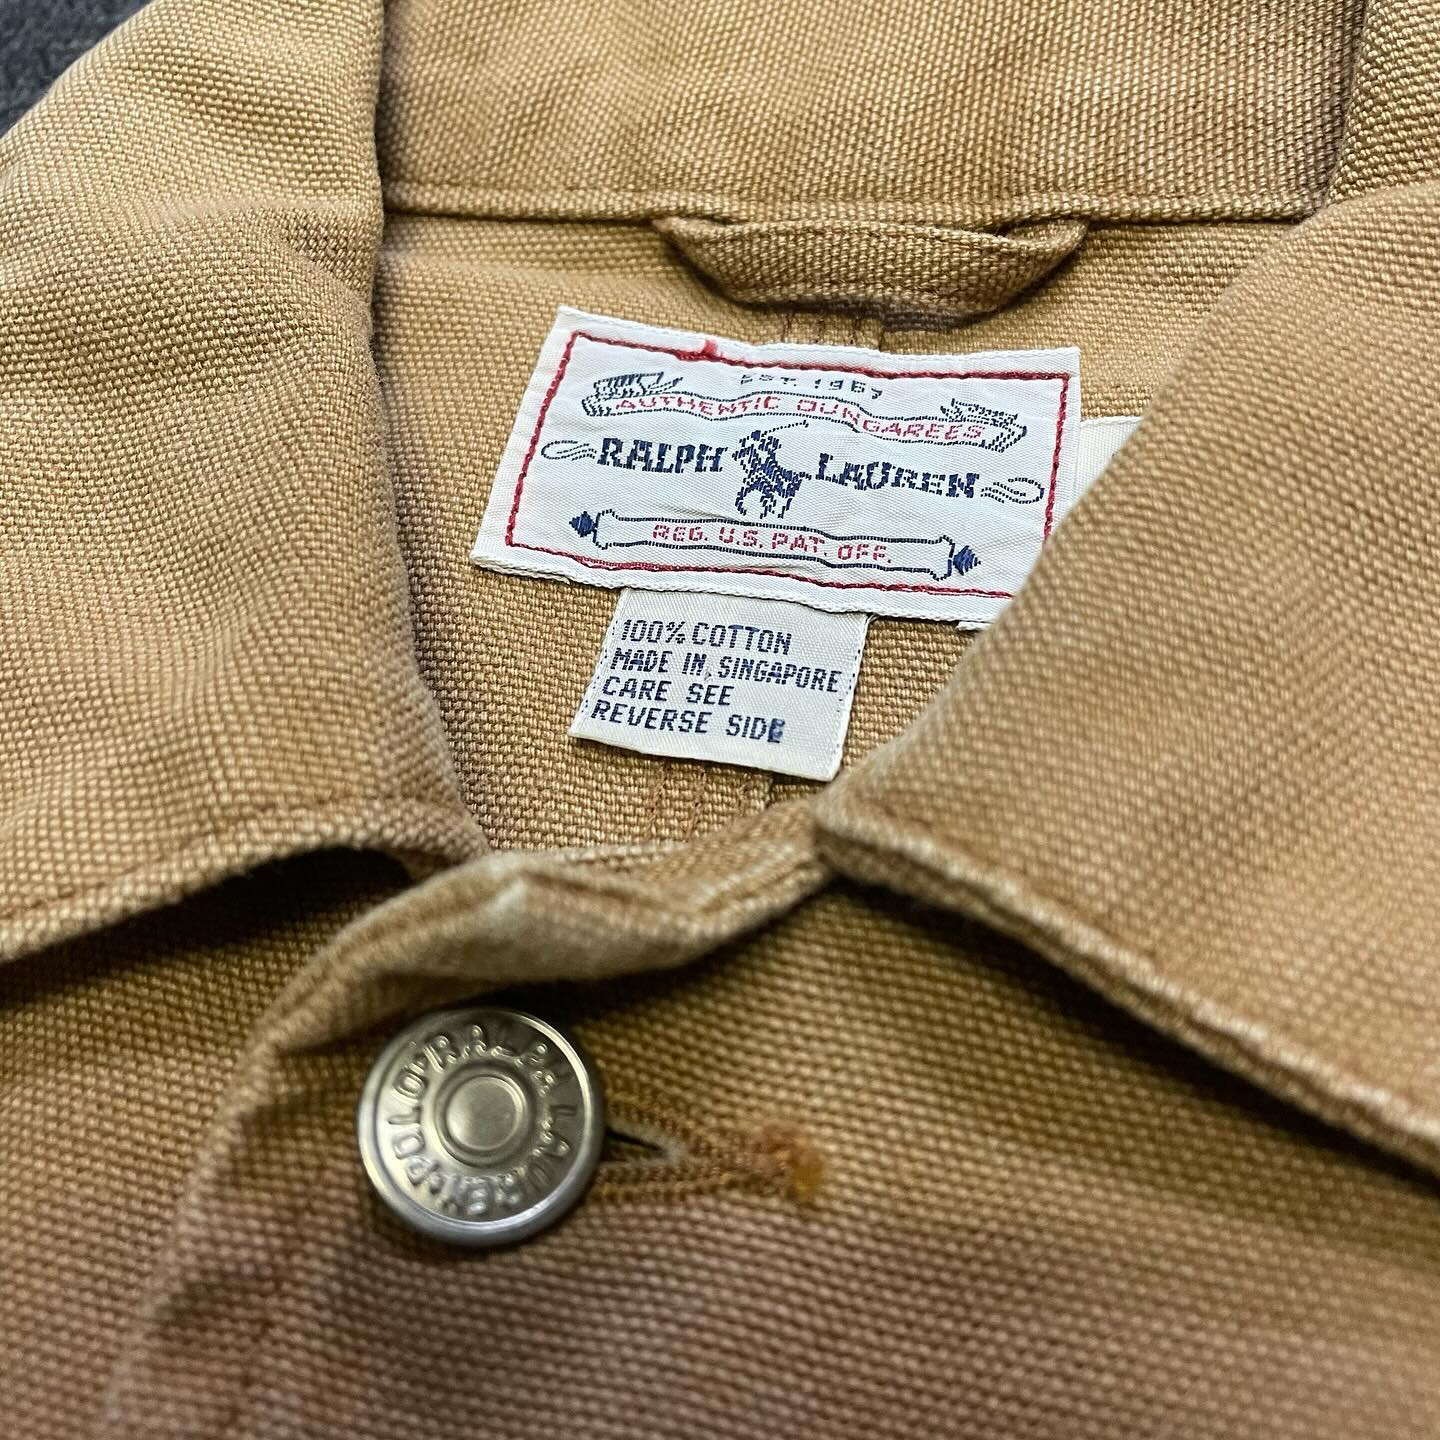 EST. 1967
AUTHENTIC DUNGAREES
RALPH LAUREN
REG. U.S. PAT. OFF.
100% COTTON
MADE IN SINGAPORE
CARE SEE
REVERSE SIDE
POLO RALPH LAUREN